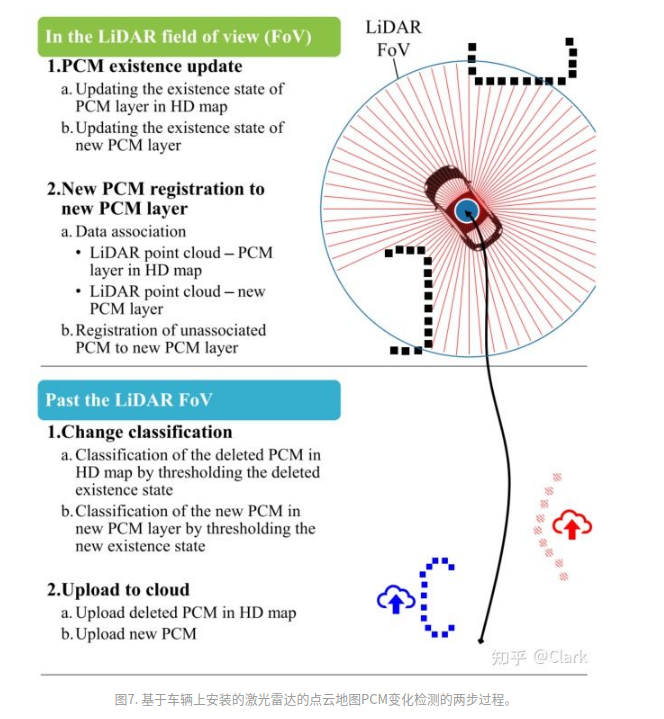 In the LiDAR field of view (FoV)
LiDAR
FoV
1.PCM existence update
a. Updating the existence state of
PCM layer in HD map
b. Updating the existence state of
new PCM layer
2.New PCM registration to
new PCM layer
a. Data association
• LiDAR point cloud – PCM
layer in HD map
• LiDAR point cloud – new
PCM layer
b. Registration of unassociated
PCM to new PCM layer
Past the LiDAR FoV
1.Change classification
a. Classification of the deleted PCM in
HD map by thresholding the deleted
existence state
b. Classification of the new PCM in
new PCM layer by thresholding the
new existence state
2.Upload to cloud
a. Upload deleted PCM in HD map
b. Upload new PCM
知乎 @Clark
图7. 基于车辆上安装的激光雷达的点云地图PCM变化检测的两步过程。